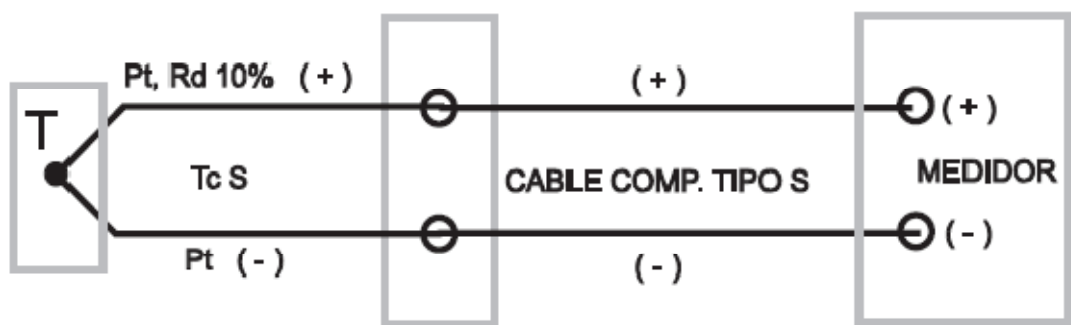 Pt, Rd 10% (+)
(+)
(+)
T
Tc S
CABLE COMP. TIPO S
MEDIDOR
Pt (-)
(-)
(-)